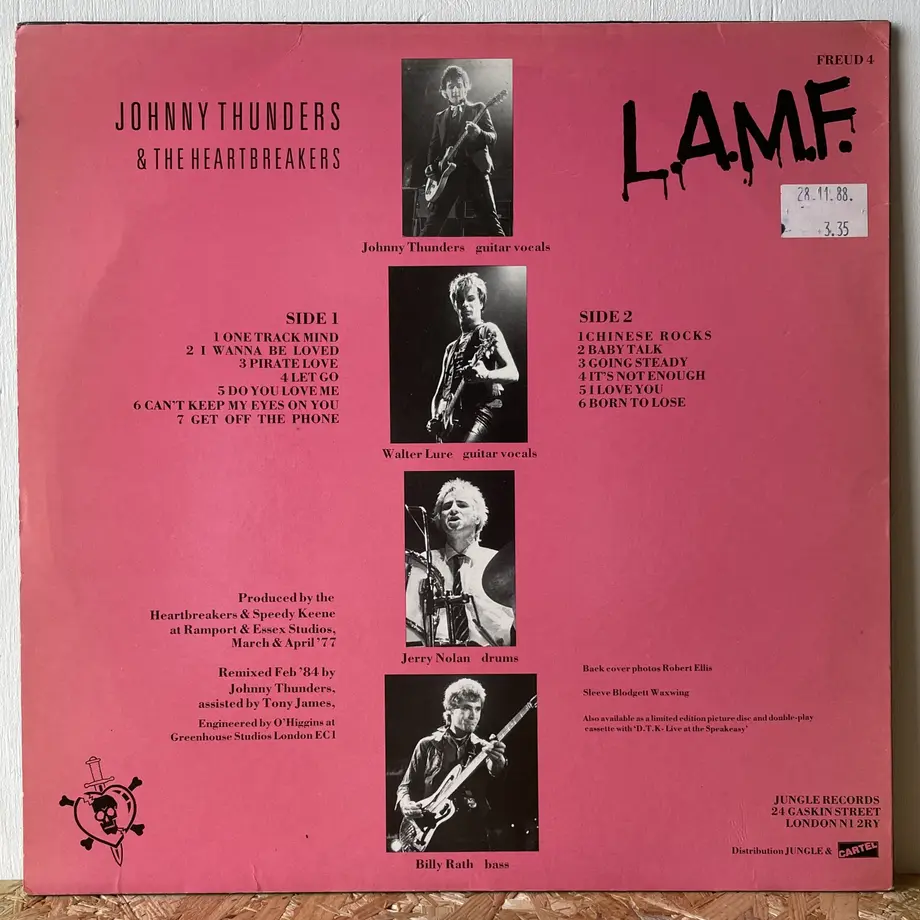 FREUD 4
JOHNNY THUNDERS
& THE HEARTBREAKERS
L.A.M.F.
28.11.88.
3.35
Johnny Thunders guitar vocals
SIDE 1
1 ONE TRACK MIND
2 I WANNA BE LOVED
3 PIRATE LOVE
4 LET GO
5 DO YOU LOVE ME
6 CAN'T KEEP MY EYES ON YOU
7 GET OFF THE PHONE
SIDE 2
1 CHINESE ROCKS
2 BABY TALK
3 GOING STEADY
4 IT'S NOT ENOUGH
5 I LOVE YOU
6 BORN TO LOSE
Walter Lure guitar vocals
Jerry Nolan drums
Billy Rath bass
Produced by the
Heartbreakers & Speedy Keene
at Ramport & Essex Studios,
March & April '77
Remixed Feb '84 by
Johnny Thunders,
assisted by Tony James,
Engineered by O'Higgins at
Greenhouse Studios London EC1
Back cover photos Robert Ellis
Sleeve Blodgett Waxwing
Also available as a limited edition picture disc and double-play
cassette with 'D.T.K- Live at the Speakeasy'
JUNGLE RECORDS
24 GASKIN STREET
LONDON N1 2RY
Distribution JUNGLE & CARTEL